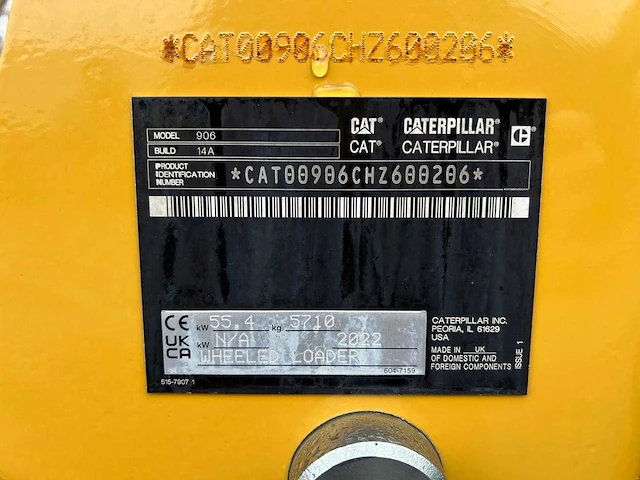 *CAT00906CHZ600206*
MODEL 906
BUILD 14A
CAT CATERPILLAR C
CAT® CATERPILLAR®
PRODUCT IDENTIFICATION NUMBER *CAT00906CHZ600206*
CE kW 55.4 kg 5710
UK CA kW N/A 2022
WHEELED LOADER
604-7159
516-7907 1
CATERPILLAR INC.
PEORIA, IL 61629
USA
MADE IN UK
OF DOMESTIC AND
FOREIGN COMPONENTS
ISSUE 1